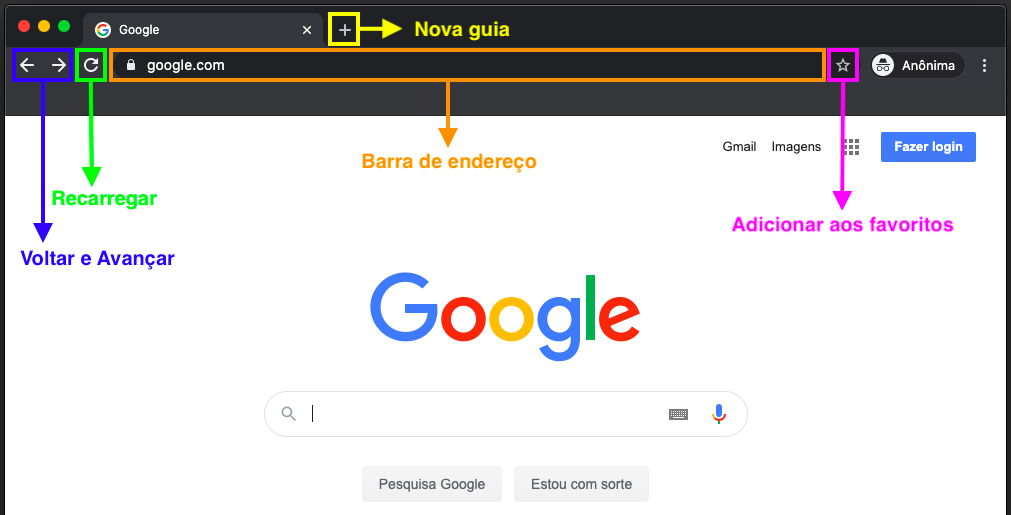 Google
Nova guia
google.com
Anônima
Gmail Imagens Fazer login
Barra de endereço
Recarregar
Adicionar aos favoritos
Voltar e Avançar
Google
Pesquisa Google Estou com sorte